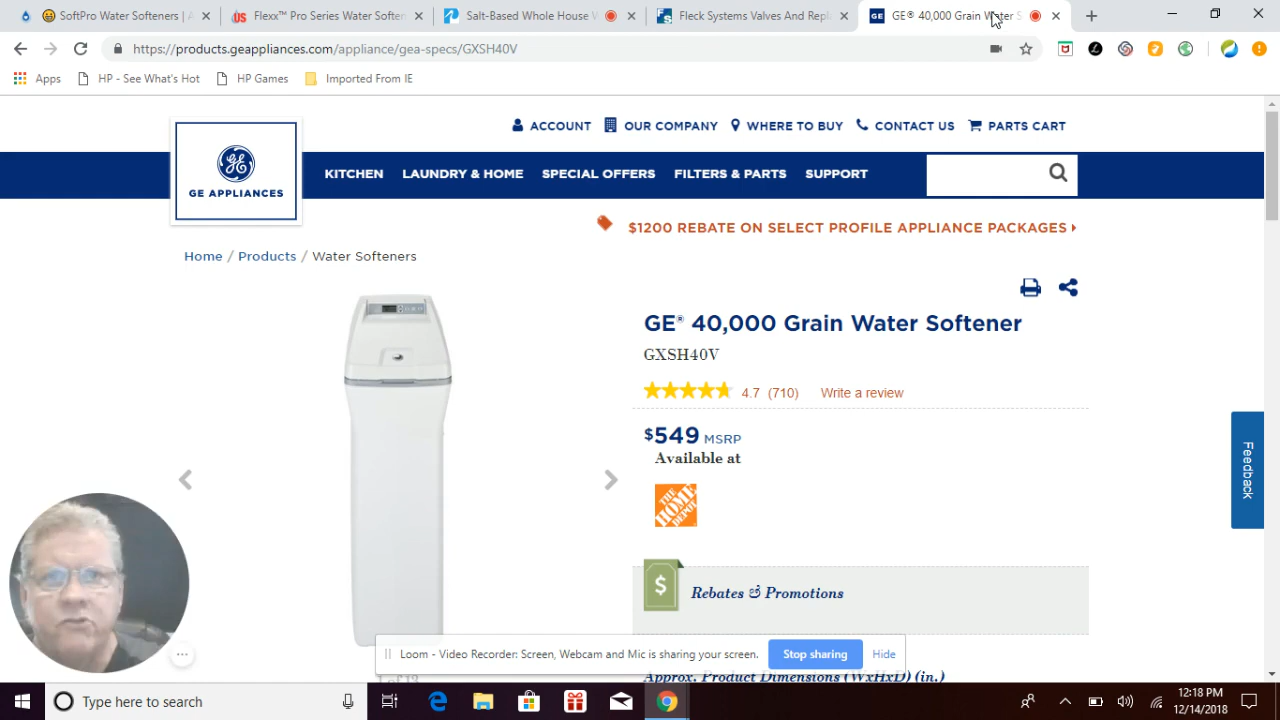 SoftPro Water Softeners | A
Flexx™ Pro Series Water Soften
Salt-Based Whole House W
Fleck Systems Valves And Repl
GE® 40,000 Grain Water S
https://products.geappliances.com/appliance/gea-specs/GXSH40V
Apps
HP - See What's Hot
HP Games
Imported From IE
ACCOUNT
OUR COMPANY
WHERE TO BUY
CONTACT US
PARTS CART
GE APPLIANCES
KITCHEN
LAUNDRY & HOME
SPECIAL OFFERS
FILTERS & PARTS
SUPPORT
$1200 REBATE ON SELECT PROFILE APPLIANCE PACKAGES
Home / Products / Water Softeners
GE® 40,000 Grain Water Softener
GXSH40V
4.7 (710) Write a review
$549 MSRP
Available at
THE HOME DEPOT
Feedback
$ Rebates & Promotions
Loom - Video Recorder: Screen, Webcam and Mic is sharing your screen.
Stop sharing
Hide
Approx. Product Dimensions (WxHxD) (in.)
Type here to search
12:18 PM
12/14/2018